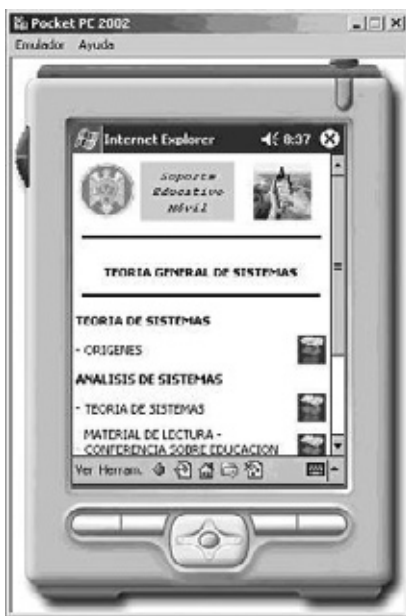 Pocket PC 2002
Emulador Ayuda
Internet Explorer 8:37
Soporte
Educativo
Móvil
TEORIA GENERAL DE SISTEMAS
TEORIA DE SISTEMAS
- ORIGENES
ANALISIS DE SISTEMAS
- TEORIA DE SISTEMAS
MATERIAL DE LECTURA -
- CONFERENCIA SOBRE EDUCACION
Ver Herram.